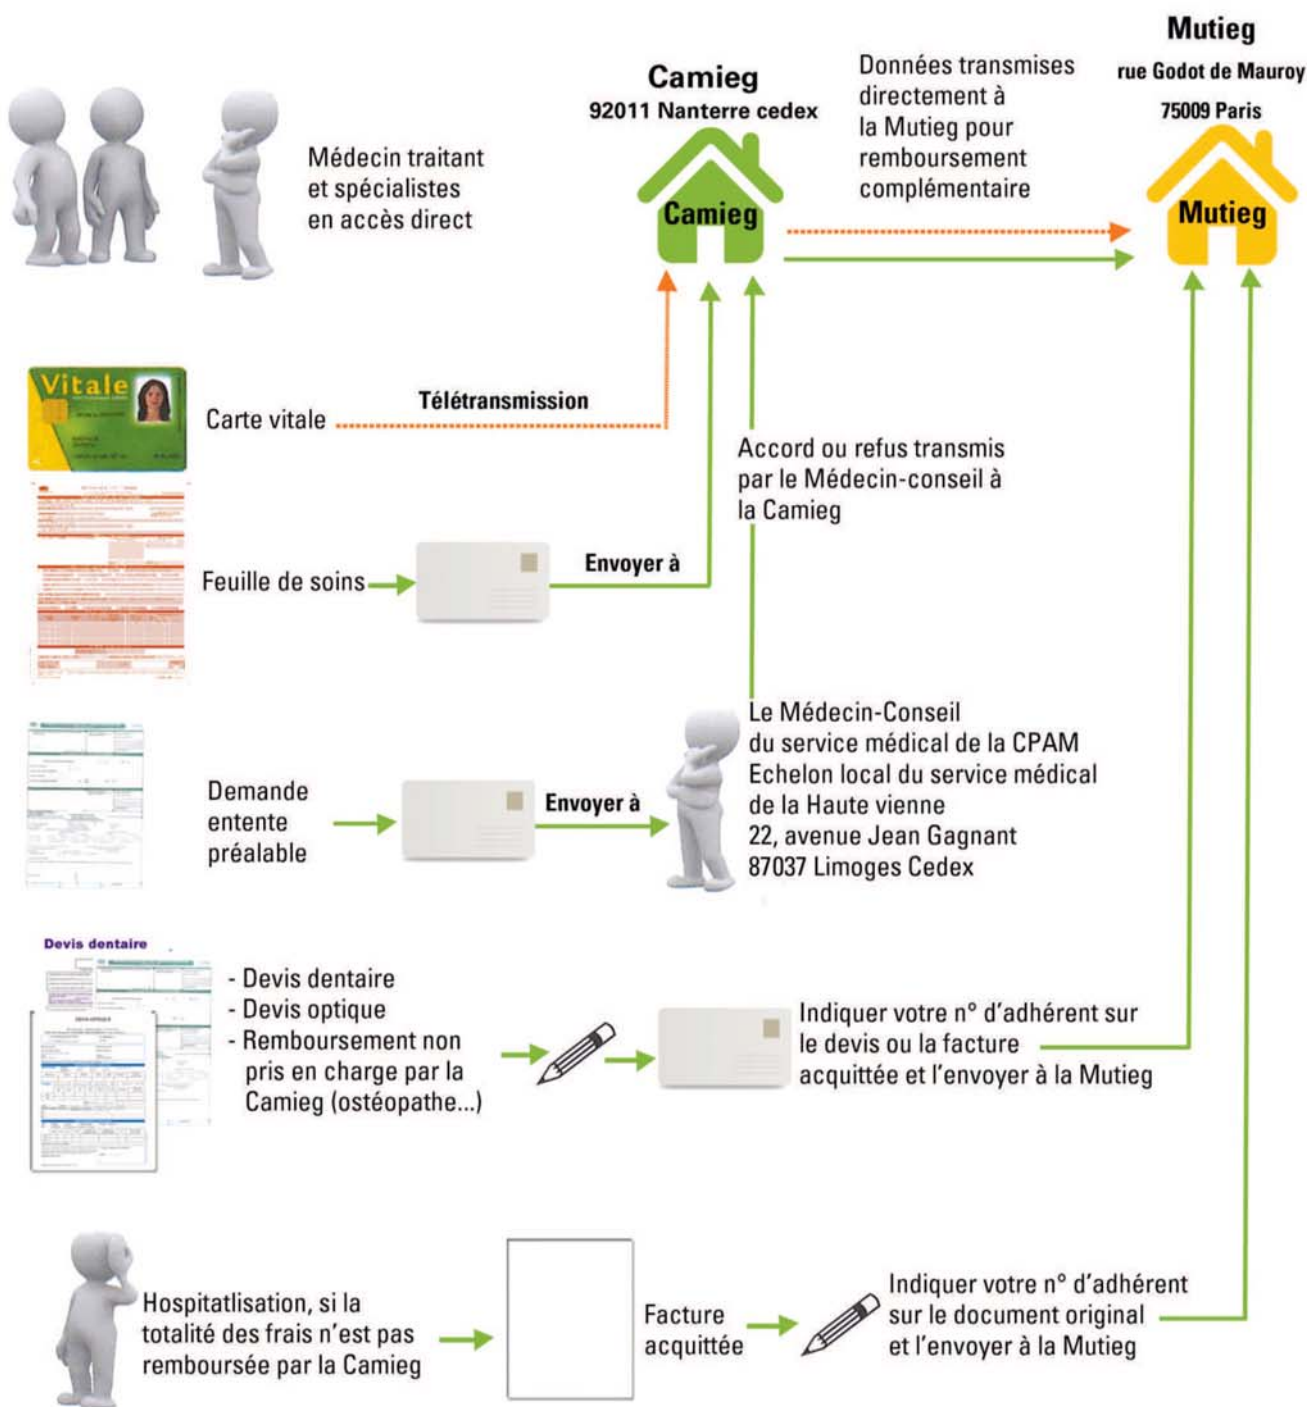 Mutieg
rue Godot de Mauroy
75009 Paris
Camieg
92011 Nanterre cedex
Données transmises
directement à
la Mutieg pour
remboursement
complémentaire
Médecin traitant
et spécialistes
en accès direct
Camieg
Mutieg
Vitale
Carte vitale
Télétransmission
Accord ou refus transmis
par le Médecin-conseil à
la Camieg
Feuille de soins
Envoyer à
Demande
entente
préalable
Envoyer à
Le Médecin-Conseil
du service médical de la CPAM
Echelon local du service médical
de la Haute vienne
22, avenue Jean Gagnant
87037 Limoges Cedex
Devis dentaire
- Devis dentaire
- Devis optique
- Remboursement non
pris en charge par la
Camieg (ostéopathe...)
Indiquer votre n° d'adhérent sur
le devis ou la facture
acquittée et l'envoyer à la Mutieg
Hospitatlisation, si la
totalité des frais n'est pas
remboursée par la Camieg
Facture
acquittée
Indiquer votre n° d'adhérent
sur le document original
et l'envoyer à la Mutieg